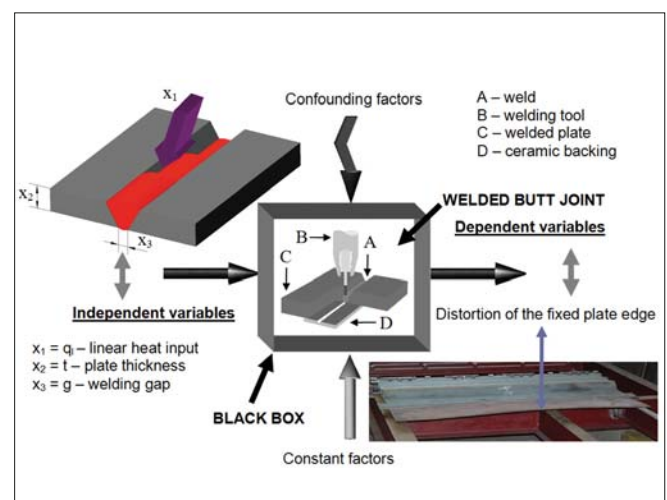 x₁
Confounding factors
A – weld
B – welding tool
C – welded plate
D – ceramic backing
x₂
x₃
WELDED BUTT JOINT
Dependent variables
B
A
C
D
Independent variables
Distortion of the fixed plate edge
x₁ = qₗ – linear heat input
x₂ = t – plate thickness
x₃ = g – welding gap
BLACK BOX
Constant factors